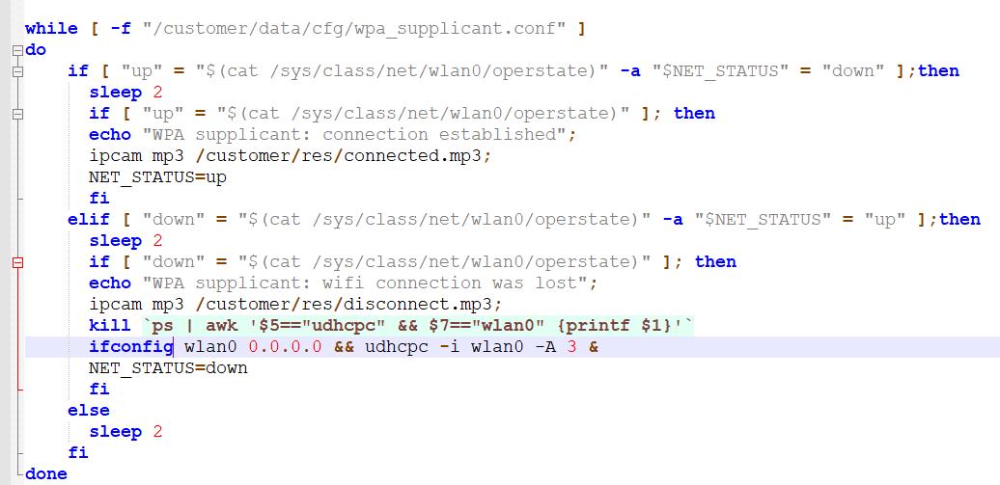 while [ -f "/customer/data/cfg/wpa_supplicant.conf" ]
do
    if [ "up" = "$(cat /sys/class/net/wlan0/operstate)" -a "$NET_STATUS" = "down" ];then
      sleep 2
      if [ "up" = "$(cat /sys/class/net/wlan0/operstate)" ]; then
      echo "WPA supplicant: connection established";
      ipcam mp3 /customer/res/connected.mp3;
      NET_STATUS=up
      fi
    elif [ "down" = "$(cat /sys/class/net/wlan0/operstate)" -a "$NET_STATUS" = "up" ];then
      sleep 2
      if [ "down" = "$(cat /sys/class/net/wlan0/operstate)" ]; then
      echo "WPA supplicant: wifi connection was lost";
      ipcam mp3 /customer/res/disconnect.mp3;
      kill `ps | awk '$5=="udhcpc" && $7=="wlan0" {printf $1}'`
      ifconfig wlan0 0.0.0.0 && udhcpc -i wlan0 -A 3 &
      NET_STATUS=down
      fi
    else
      sleep 2
    fi
done